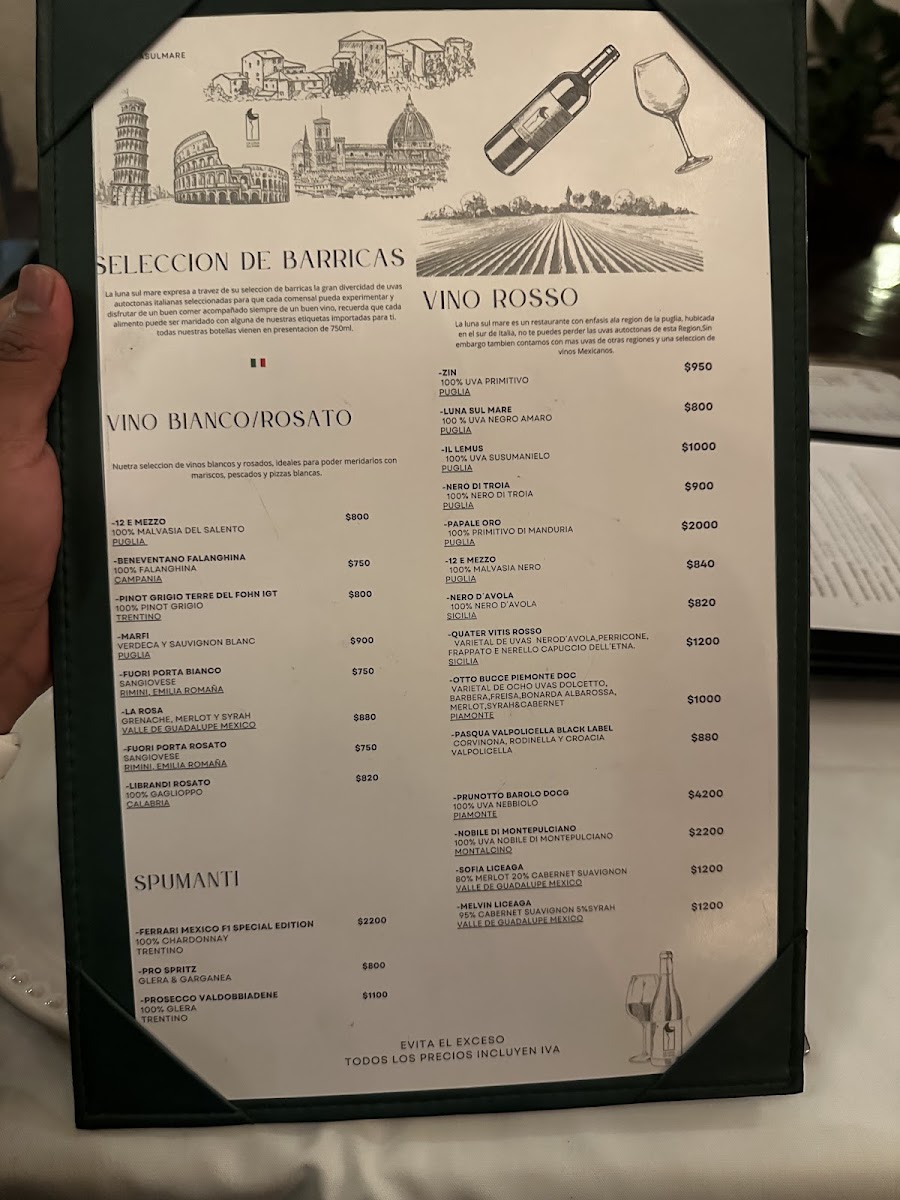 ASULMARE
SELECCION DE BARRICAS
La luna sul mare expresa a travez de su seleccion de barricas la gran divercidad de uvas
autoctonas italianas seleccionadas para que cada comensal pueda experimentar y
disfrutar de un buen comer acompañado siempre de un buen vino, recuerda que cada
alimento puede ser maridado con alguna de nuestras etiquetas importadas para ti,
todas nuestras botellas vienen en presentacion de 750ml.
VINO BIANCO/ROSATO
Nuetra seleccion de vinos blancos y rosados, ideales para poder meridarlos con
mariscos, pescados y pizzas blancas.
-12 E MEZZO $800
100% MALVASIA DEL SALENTO
PUGLIA
-BENEVENTANO FALANGHINA $750
100% FALANGHINA
CAMPANIA
-PINOT GRIGIO TERRE DEL FOHN IGT $800
100% PINOT GRIGIO
TRENTINO
-MARFI $900
VERDECA Y SAUVIGNON BLANC
PUGLIA
-FUORI PORTA BIANCO $750
SANGIOVESE
RIMINI, EMILIA ROMAÑA
-LA ROSA $880
GRENACHE, MERLOT Y SYRAH
VALLE DE GUADALUPE MEXICO
-FUORI PORTA ROSATO $750
SANGIOVESE
RIMINI, EMILIA ROMAÑA
-LIBRANDI ROSATO $820
100% GAGLIOPPO
CALABRIA
SPUMANTI
-FERRARI MEXICO F1 SPECIAL EDITION $2200
100% CHARDONNAY
TRENTINO
-PRO SPRITZ $800
GLERA & GARGANEA
-PROSECCO VALDOBBIADENE $1100
100% GLERA
TRENTINO
VINO ROSSO
La luna sul mare es un restaurante con enfasis ala region de la puglia, hubicada
en el sur de italia, no te puedes perder las uvas autoctonas de esta Region,Sin
embargo tambien contamos con mas uvas de otras regiones y una seleccion de
vinos Mexicanos.
-ZIN $950
100% UVA PRIMITIVO
PUGLIA
-LUNA SUL MARE $800
100 % UVA NEGRO AMARO
PUGLIA
-IL LEMUS $1000
100% UVA SUSUMANIELO
PUGLIA
-NERO DI TROIA $900
100% NERO DI TROIA
PUGLIA
-PAPALE ORO $2000
100% PRIMITIVO DI MANDURIA
PUGLIA
-12 E MEZZO $840
100% MALVASIA NERO
PUGLIA
-NERO D'AVOLA $820
100% NERO D'AVOLA
SICILIA
-QUATER VITIS ROSSO $1200
VARIETAL DE UVAS NEROD'AVOLA,PERRICONE,
FRAPPATO E NERELLO CAPUCCIO DELL'ETNA.
SICILIA
-OTTO BUCCE PIEMONTE DOC
VARIETAL DE OCHO UVAS DOLCETTO,
BARBERA,FREISA,BONARDA ALBAROSSA,
MERLOT,SYRAH&CABERNET $1000
PIAMONTE
-PASQUA VALPOLICELLA BLACK LABEL $880
CORVINONA, RODINELLA Y CROACIA
VALPOLICELLA
-PRUNOTTO BAROLO DOCG $4200
100% UVA NEBBIOLO
PIAMONTE
-NOBILE DI MONTEPULCIANO $2200
100% UVA NOBILE DI MONTEPULCIANO
MONTALCINO
-SOFIA LICEAGA $1200
80% MERLOT 20% CABERNET SUAVIGNON
VALLE DE GUADALUPE MEXICO
-MELVIN LICEAGA $1200
95% CABERNET SUAVIGNON 5%SYRAH
VALLE DE GUADALUPE MEXICO
EVITA EL EXCESO
TODOS LOS PRECIOS INCLUYEN IVA